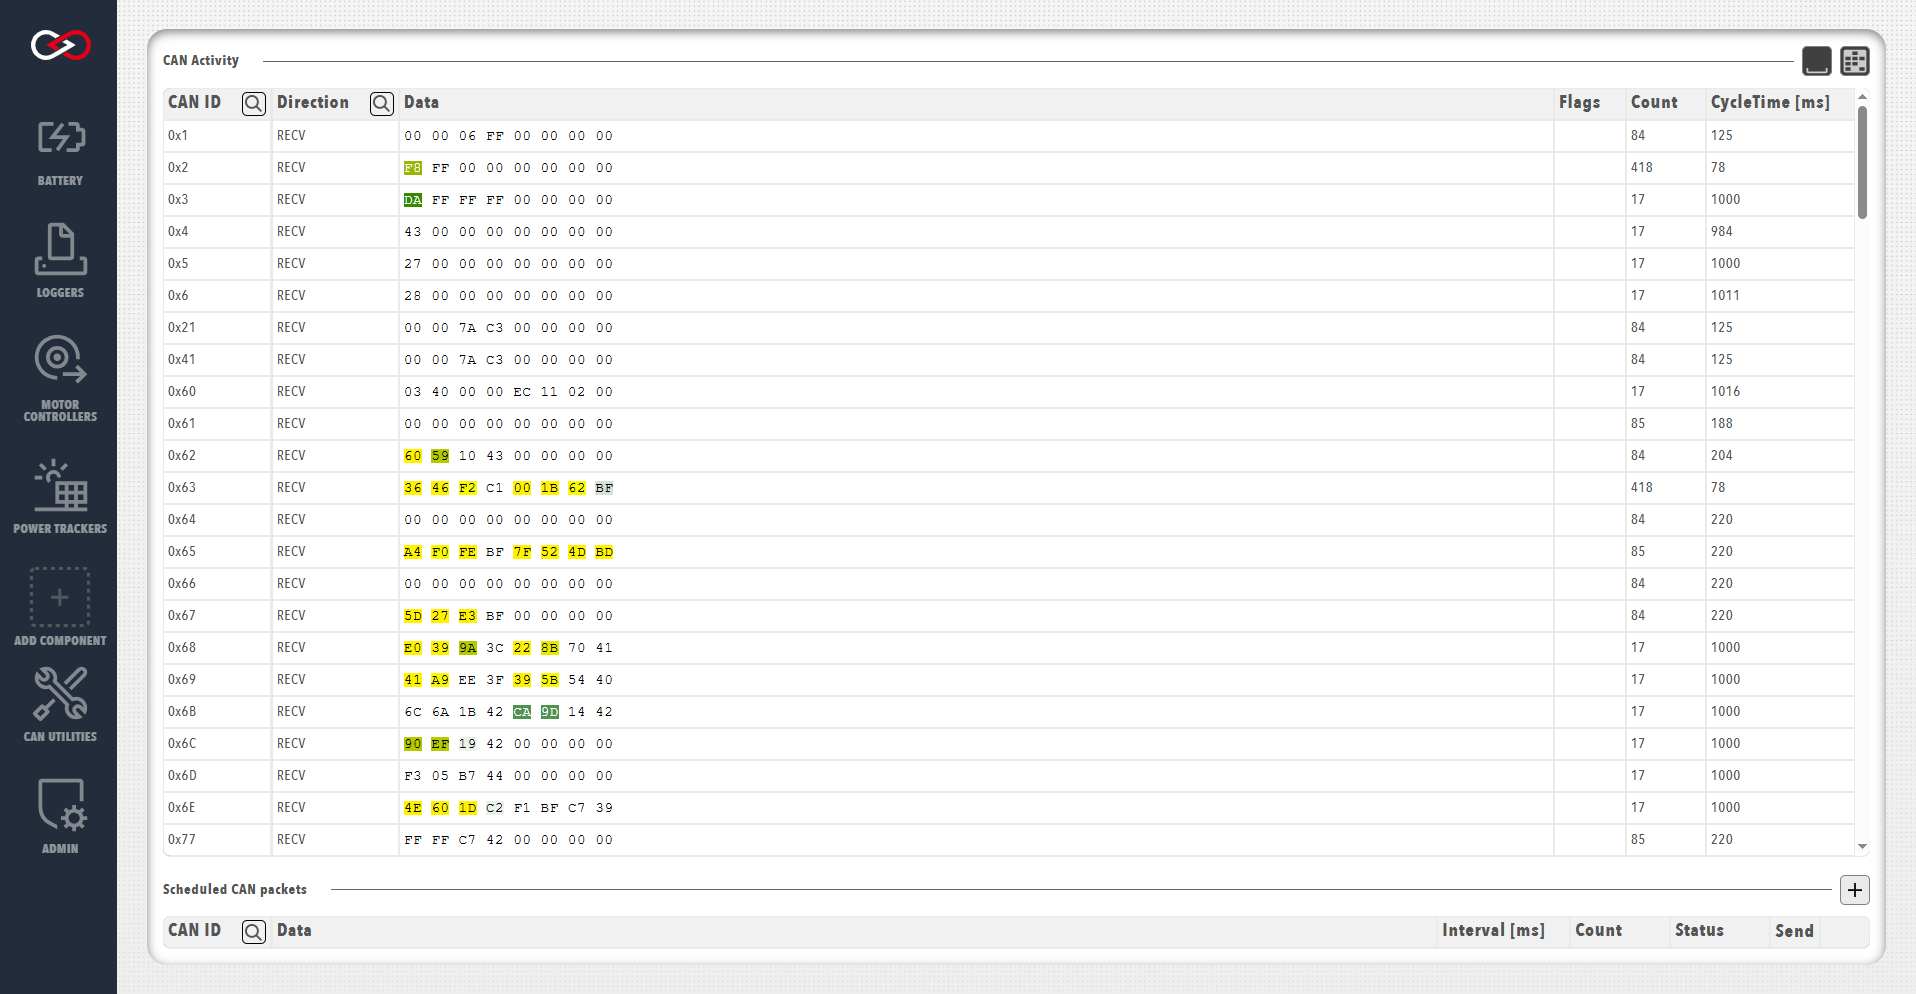 BATTERY
LOGGERS
MOTOR
CONTROLLERS
POWER TRACKERS
ADD COMPONENT
CAN UTILITIES
ADMIN
CAN Activity
CAN ID Direction Data Flags Count CycleTime [ms]
0x1 RECV 00 00 06 FF 00 00 00 00 84 125
0x2 RECV F8 FF 00 00 00 00 00 00 418 78
0x3 RECV DA FF FF FF 00 00 00 00 17 1000
0x4 RECV 43 00 00 00 00 00 00 00 17 984
0x5 RECV 27 00 00 00 00 00 00 00 17 1000
0x6 RECV 28 00 00 00 00 00 00 00 17 1011
0x21 RECV 00 00 7A C3 00 00 00 00 84 125
0x41 RECV 00 00 7A C3 00 00 00 00 84 125
0x60 RECV 03 40 00 00 EC 11 02 00 17 1016
0x61 RECV 00 00 00 00 00 00 00 00 85 188
0x62 RECV 60 59 10 43 00 00 00 00 84 204
0x63 RECV 36 46 F2 C1 00 1B 62 BF 418 78
0x64 RECV 00 00 00 00 00 00 00 00 84 220
0x65 RECV A4 F0 FE BF 7F 52 4D BD 85 220
0x66 RECV 00 00 00 00 00 00 00 00 84 220
0x67 RECV 5D 27 E3 BF 00 00 00 00 84 220
0x68 RECV E0 39 9A 3C 22 8B 70 41 17 1000
0x69 RECV 41 A9 EE 3F 39 5B 54 40 17 1000
0x6B RECV 6C 6A 1B 42 CA 9D 14 42 17 1000
0x6C RECV 90 EF 19 42 00 00 00 00 17 1000
0x6D RECV F3 05 B7 44 00 00 00 00 17 1000
0x6E RECV 4E 60 1D C2 F1 BF C7 39 17 1000
0x77 RECV FF FF C7 42 00 00 00 00 85 220
Scheduled CAN packets
CAN ID Data Interval [ms] Count Status Send